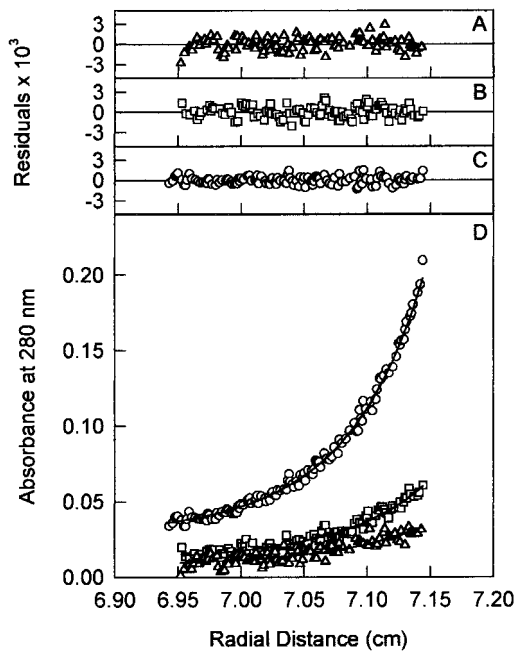 3
0
-3
A
3
0
-3
B
3
0
-3
C
Residuals x 10³
D
0.20
0.15
0.10
0.05
0.00
Absorbance at 280 nm
6.90 6.95 7.00 7.05 7.10 7.15 7.20
Radial Distance (cm)